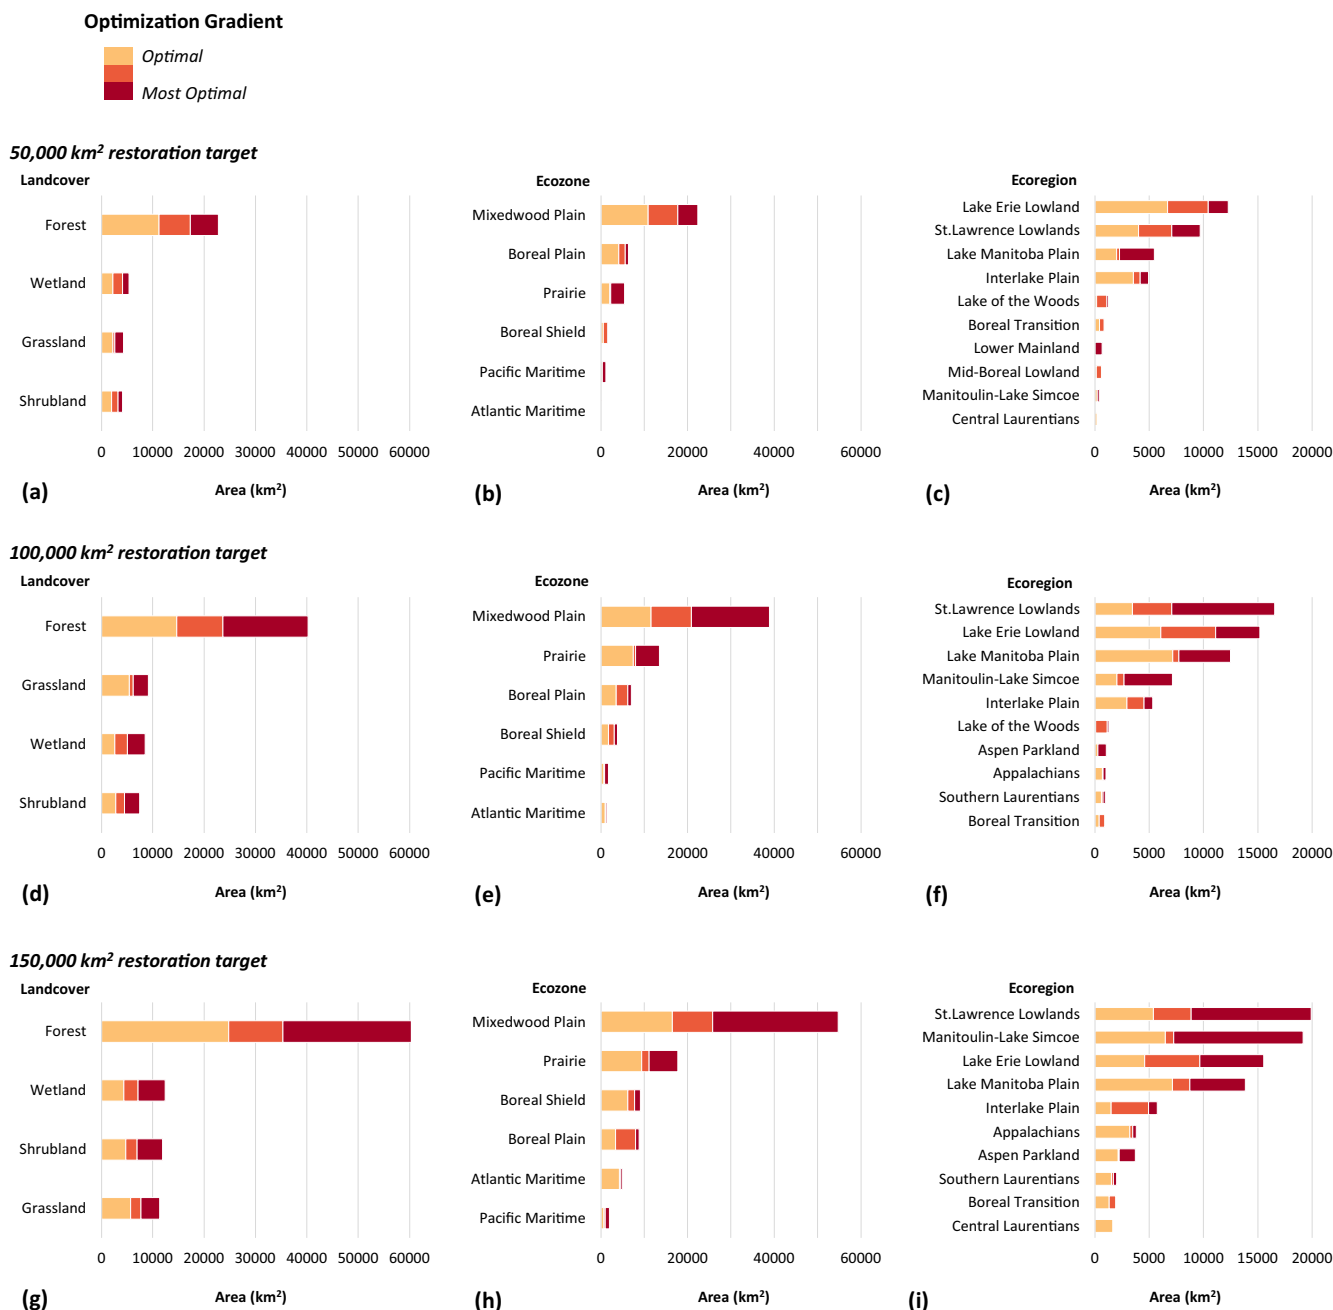 Optimization Gradient
Optimal
Most Optimal
50,000 km² restoration target
Landcover
Forest
Wetland
Grassland
Shrubland
0 10000 20000 30000 40000 50000 60000
(a)
Area (km²)
Ecozone
Mixedwood Plain
Boreal Plain
Prairie
Boreal Shield
Pacific Maritime
Atlantic Maritime
0 20000 40000 60000
(b)
Area (km²)
Ecoregion
Lake Erie Lowland
St.Lawrence Lowlands
Lake Manitoba Plain
Interlake Plain
Lake of the Woods
Boreal Transition
Lower Mainland
Mid-Boreal Lowland
Manitoulin-Lake Simcoe
Central Laurentians
0 5000 10000 15000 20000
(c)
Area (km²)
100,000 km² restoration target
Landcover
Forest
Grassland
Wetland
Shrubland
0 10000 20000 30000 40000 50000 60000
(d)
Area (km²)
Ecozone
Mixedwood Plain
Prairie
Boreal Plain
Boreal Shield
Pacific Maritime
Atlantic Maritime
0 20000 40000 60000
(e)
Area (km²)
Ecoregion
St.Lawrence Lowlands
Lake Erie Lowland
Lake Manitoba Plain
Manitoulin-Lake Simcoe
Interlake Plain
Lake of the Woods
Aspen Parkland
Appalachians
Southern Laurentians
Boreal Transition
0 5000 10000 15000 20000
(f)
Area (km²)
150,000 km² restoration target
Landcover
Forest
Wetland
Shrubland
Grassland
0 10000 20000 30000 40000 50000 60000
(g)
Area (km²)
Ecozone
Mixedwood Plain
Prairie
Boreal Shield
Boreal Plain
Atlantic Maritime
Pacific Maritime
0 20000 40000 60000
(h)
Area (km²)
Ecoregion
St.Lawrence Lowlands
Manitoulin-Lake Simcoe
Lake Erie Lowland
Lake Manitoba Plain
Interlake Plain
Appalachians
Aspen Parkland
Southern Laurentians
Boreal Transition
Central Laurentians
0 5000 10000 15000 20000
(i)
Area (km²)